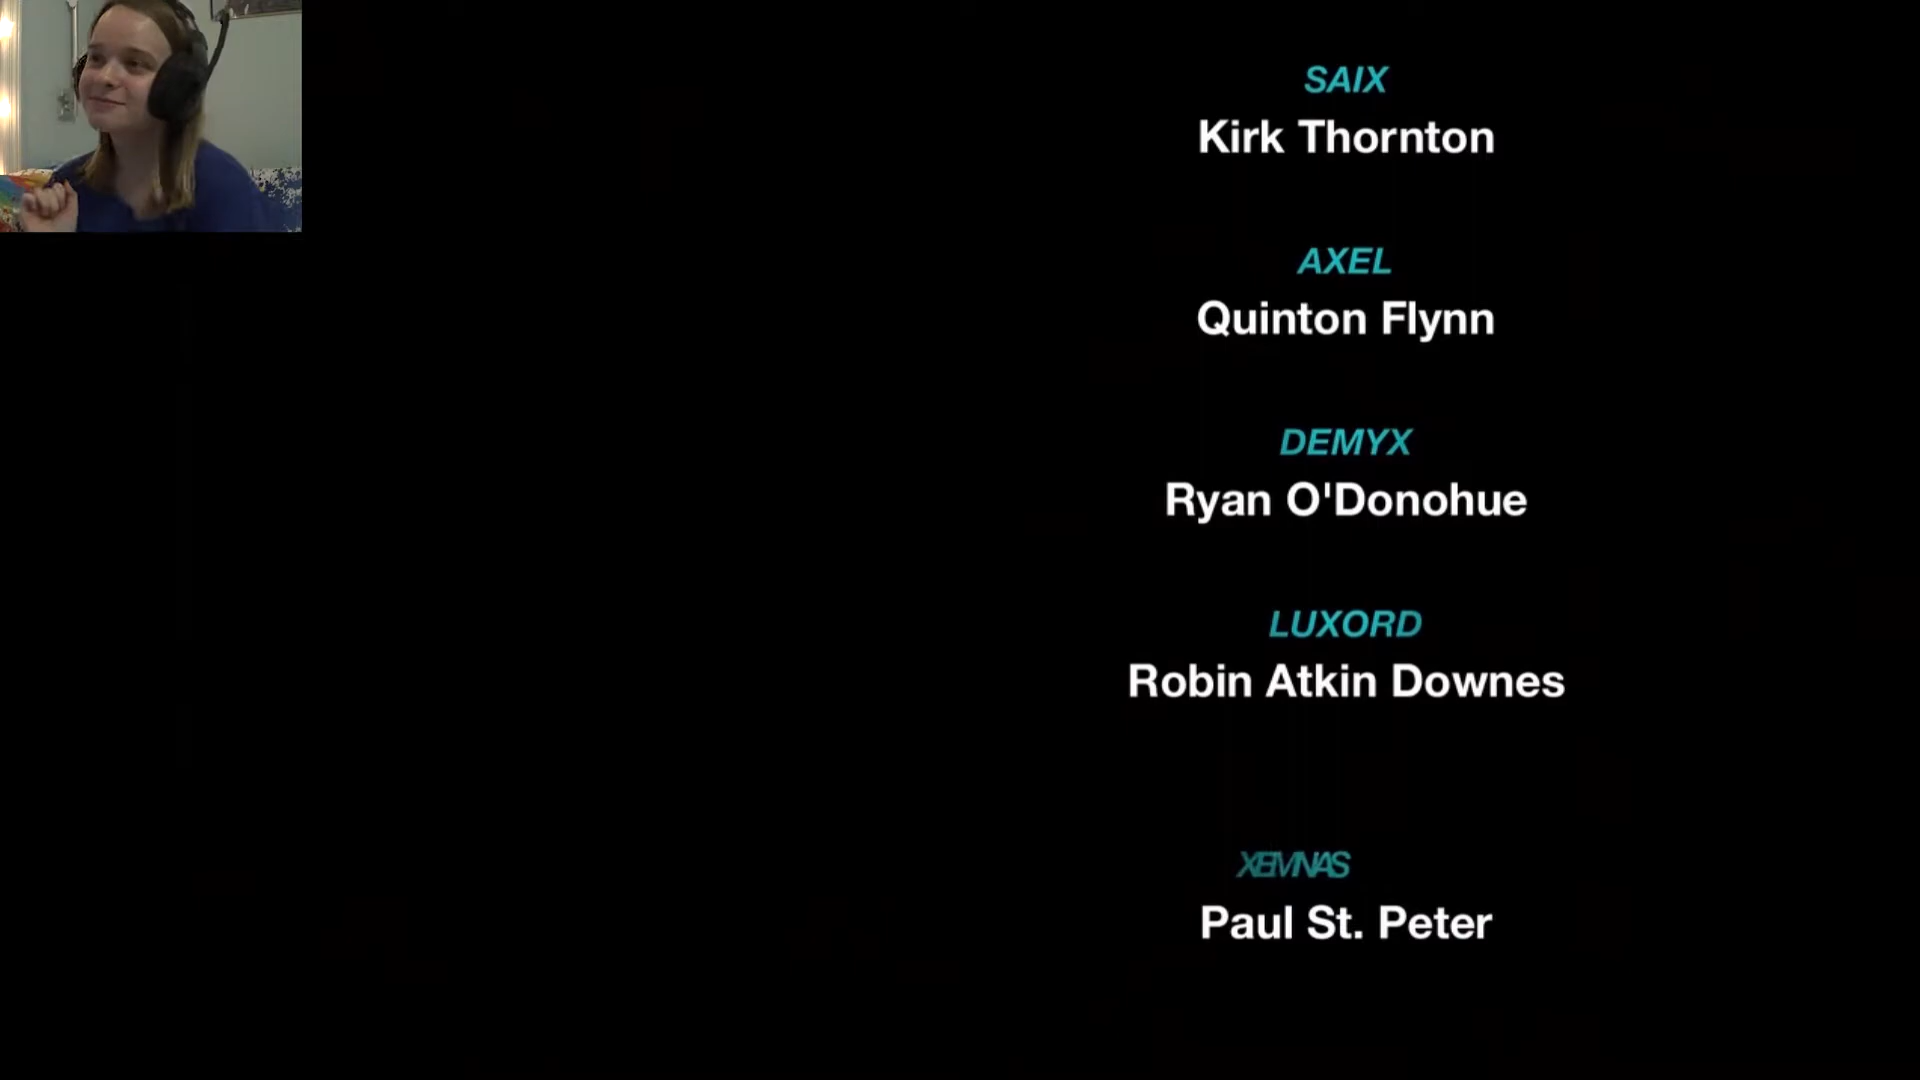 SAIX
Kirk Thornton
AXEL
Quinton Flynn
DEMYX
Ryan O'Donohue
LUXORD
Robin Atkin Downes
XEMNAS
Paul St. Peter